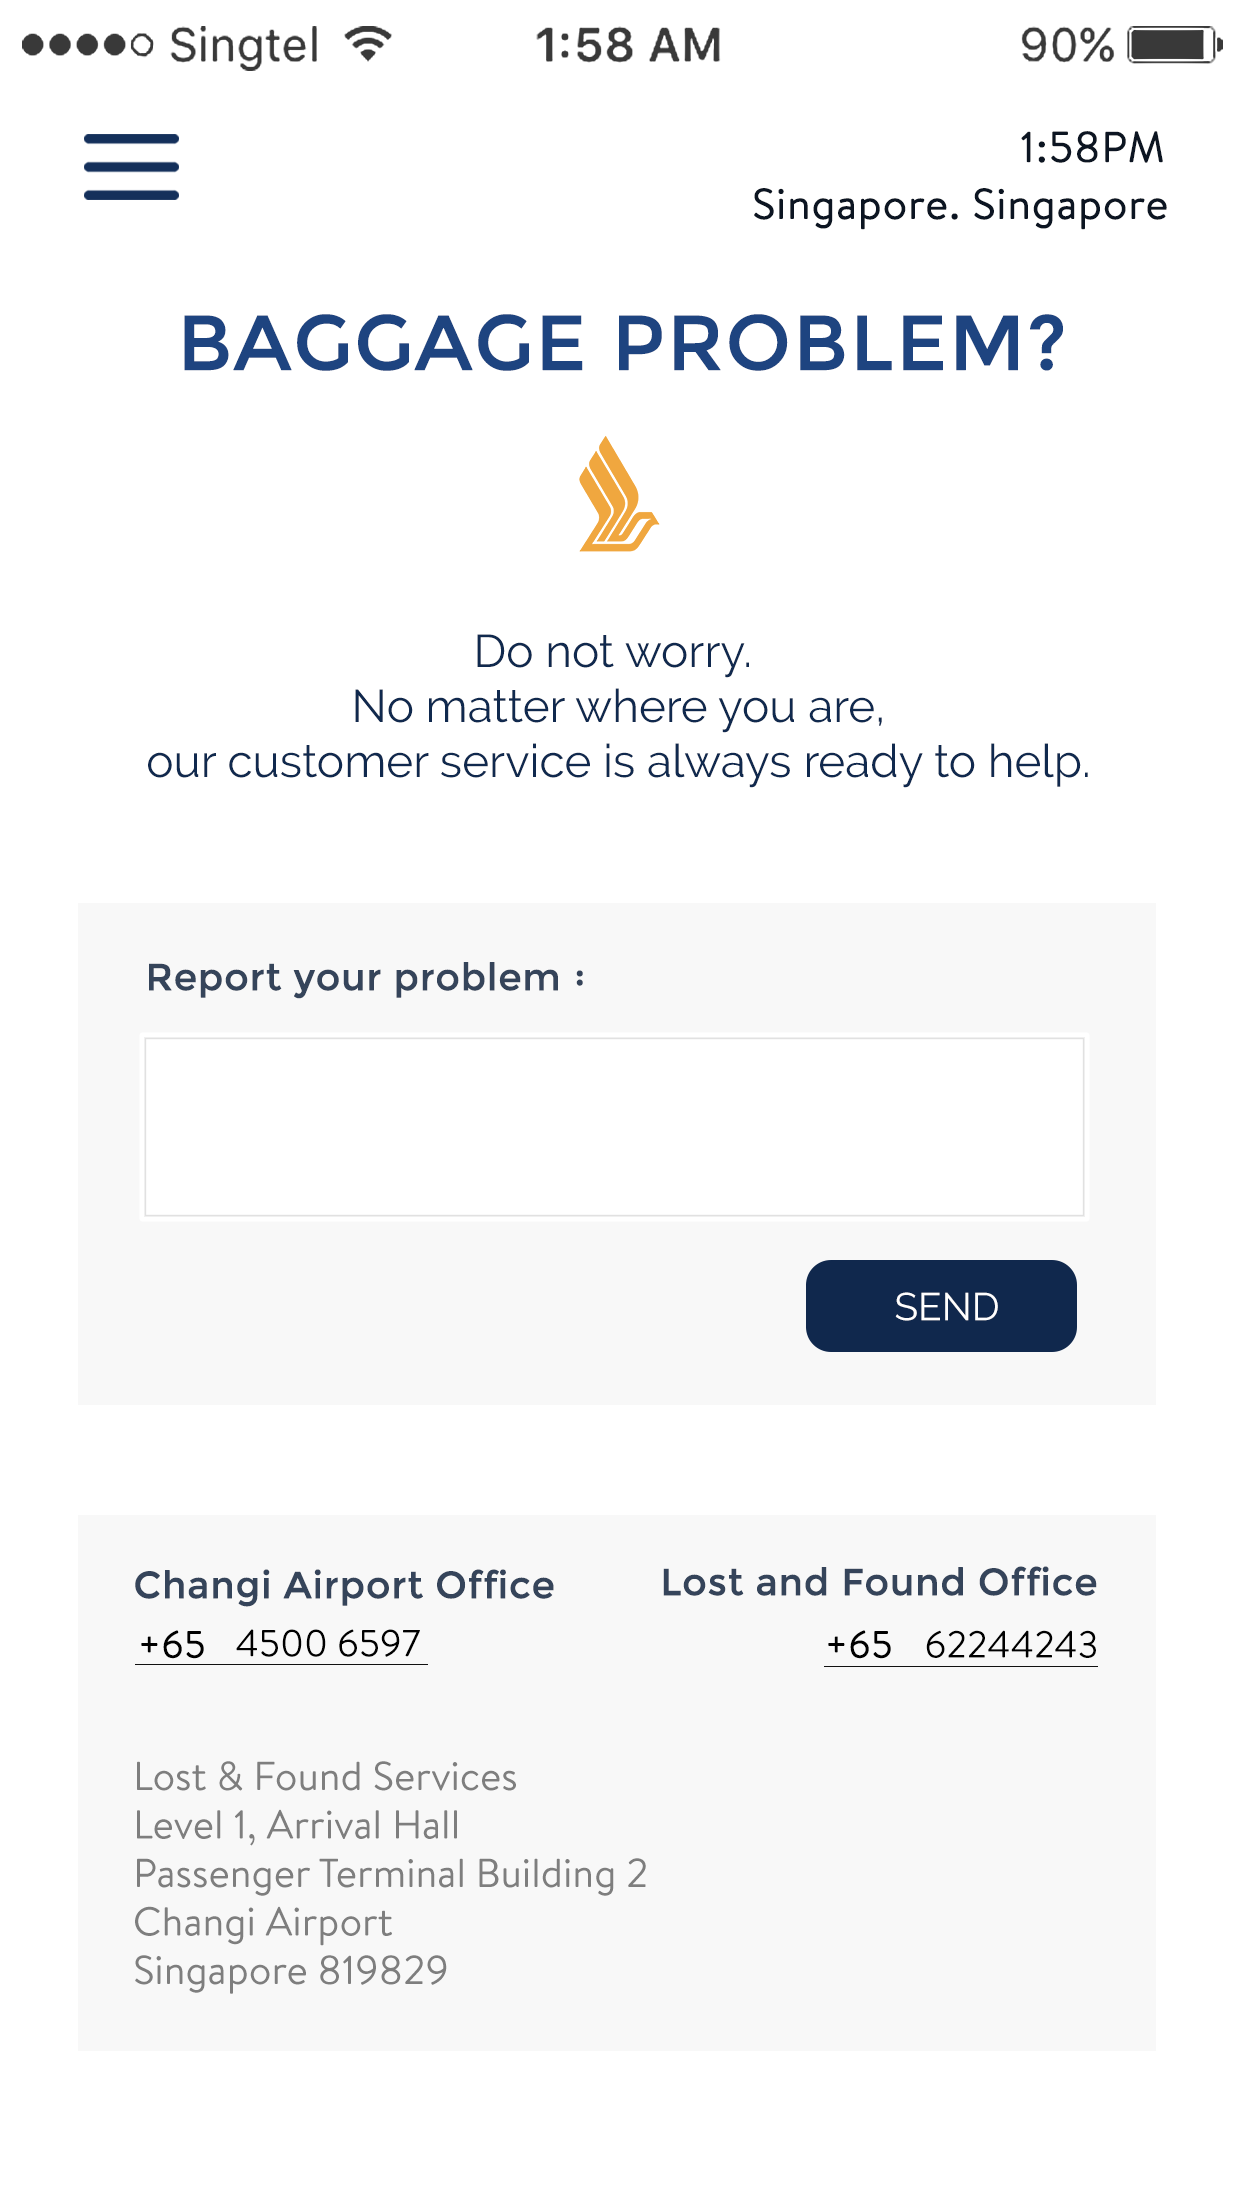 Singtel 1:58 AM 90%
1:58PM
Singapore. Singapore
BAGGAGE PROBLEM?
Do not worry.
No matter where you are,
our customer service is always ready to help.
Report your problem :
SEND
Changi Airport Office
+65 4500 6597
Lost and Found Office
+65 62244243
Lost & Found Services
Level 1, Arrival Hall
Passenger Terminal Building 2
Changi Airport
Singapore 819829